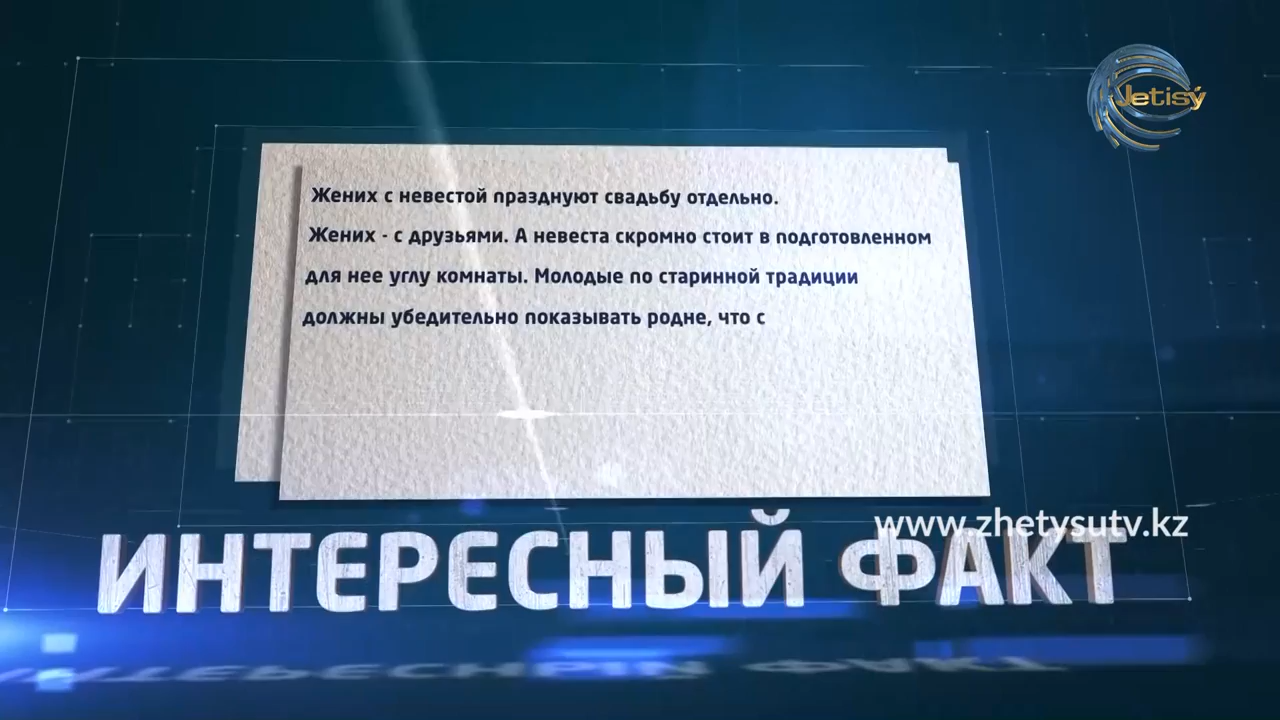 Jetisý
Жених с невестой празднуют свадьбу отдельно.
Жених - с друзьями. А невеста скромно стоит в подготовленном
для нее углу комнаты. Молодые по старинной традиции
должны убедительно показывать родне, что с
www.zhetysutv.kz
ИНТЕРЕСНЫЙ ФАКТ